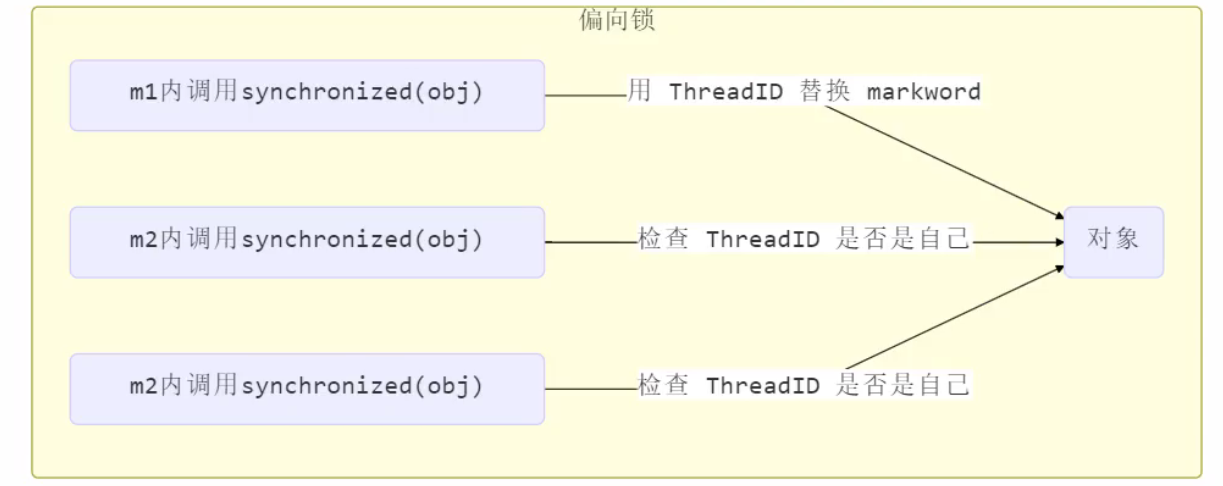 偏向锁
m1内调用synchronized(obj)
用 ThreadID 替换 markword
m2内调用synchronized(obj)
检查 ThreadID 是否是自己
对象
m2内调用synchronized(obj)
检查 ThreadID 是否是自己